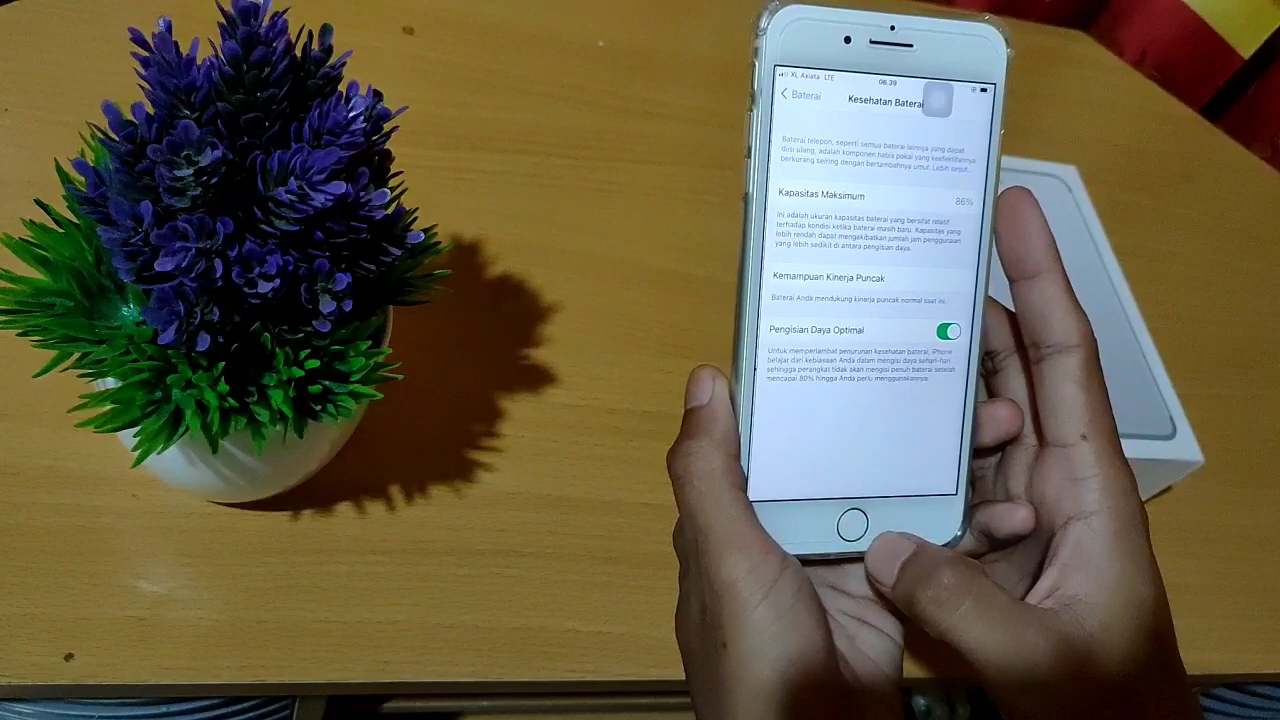 XL Axiata LTE
06.39
Baterai
Kesehatan Baterai
Baterai telepon, seperti semua baterai lainnya yang dapat
diisi ulang, adalah komponen habis pakai yang keefektifannya
berkurang seiring dengan bertambahnya umur. Lebih lanjut...
Kapasitas Maksimum 86%
Ini adalah ukuran kapasitas baterai yang bersifat relatif
terhadap kondisi ketika baterai masih baru. Kapasitas yang
lebih rendah dapat mengakibatkan jumlah jam penggunaan
yang lebih sedikit di antara pengisian daya.
Kemampuan Kinerja Puncak
Baterai Anda mendukung kinerja puncak normal saat ini.
Pengisian Daya Optimal
Untuk memperlambat penurunan kesehatan baterai, iPhone
belajar dari kebiasaan Anda dalam mengisi daya sehari-hari
sehingga perangkat tidak akan mengisi penuh baterai setelah
mencapai 80% hingga Anda perlu menggunakannya.